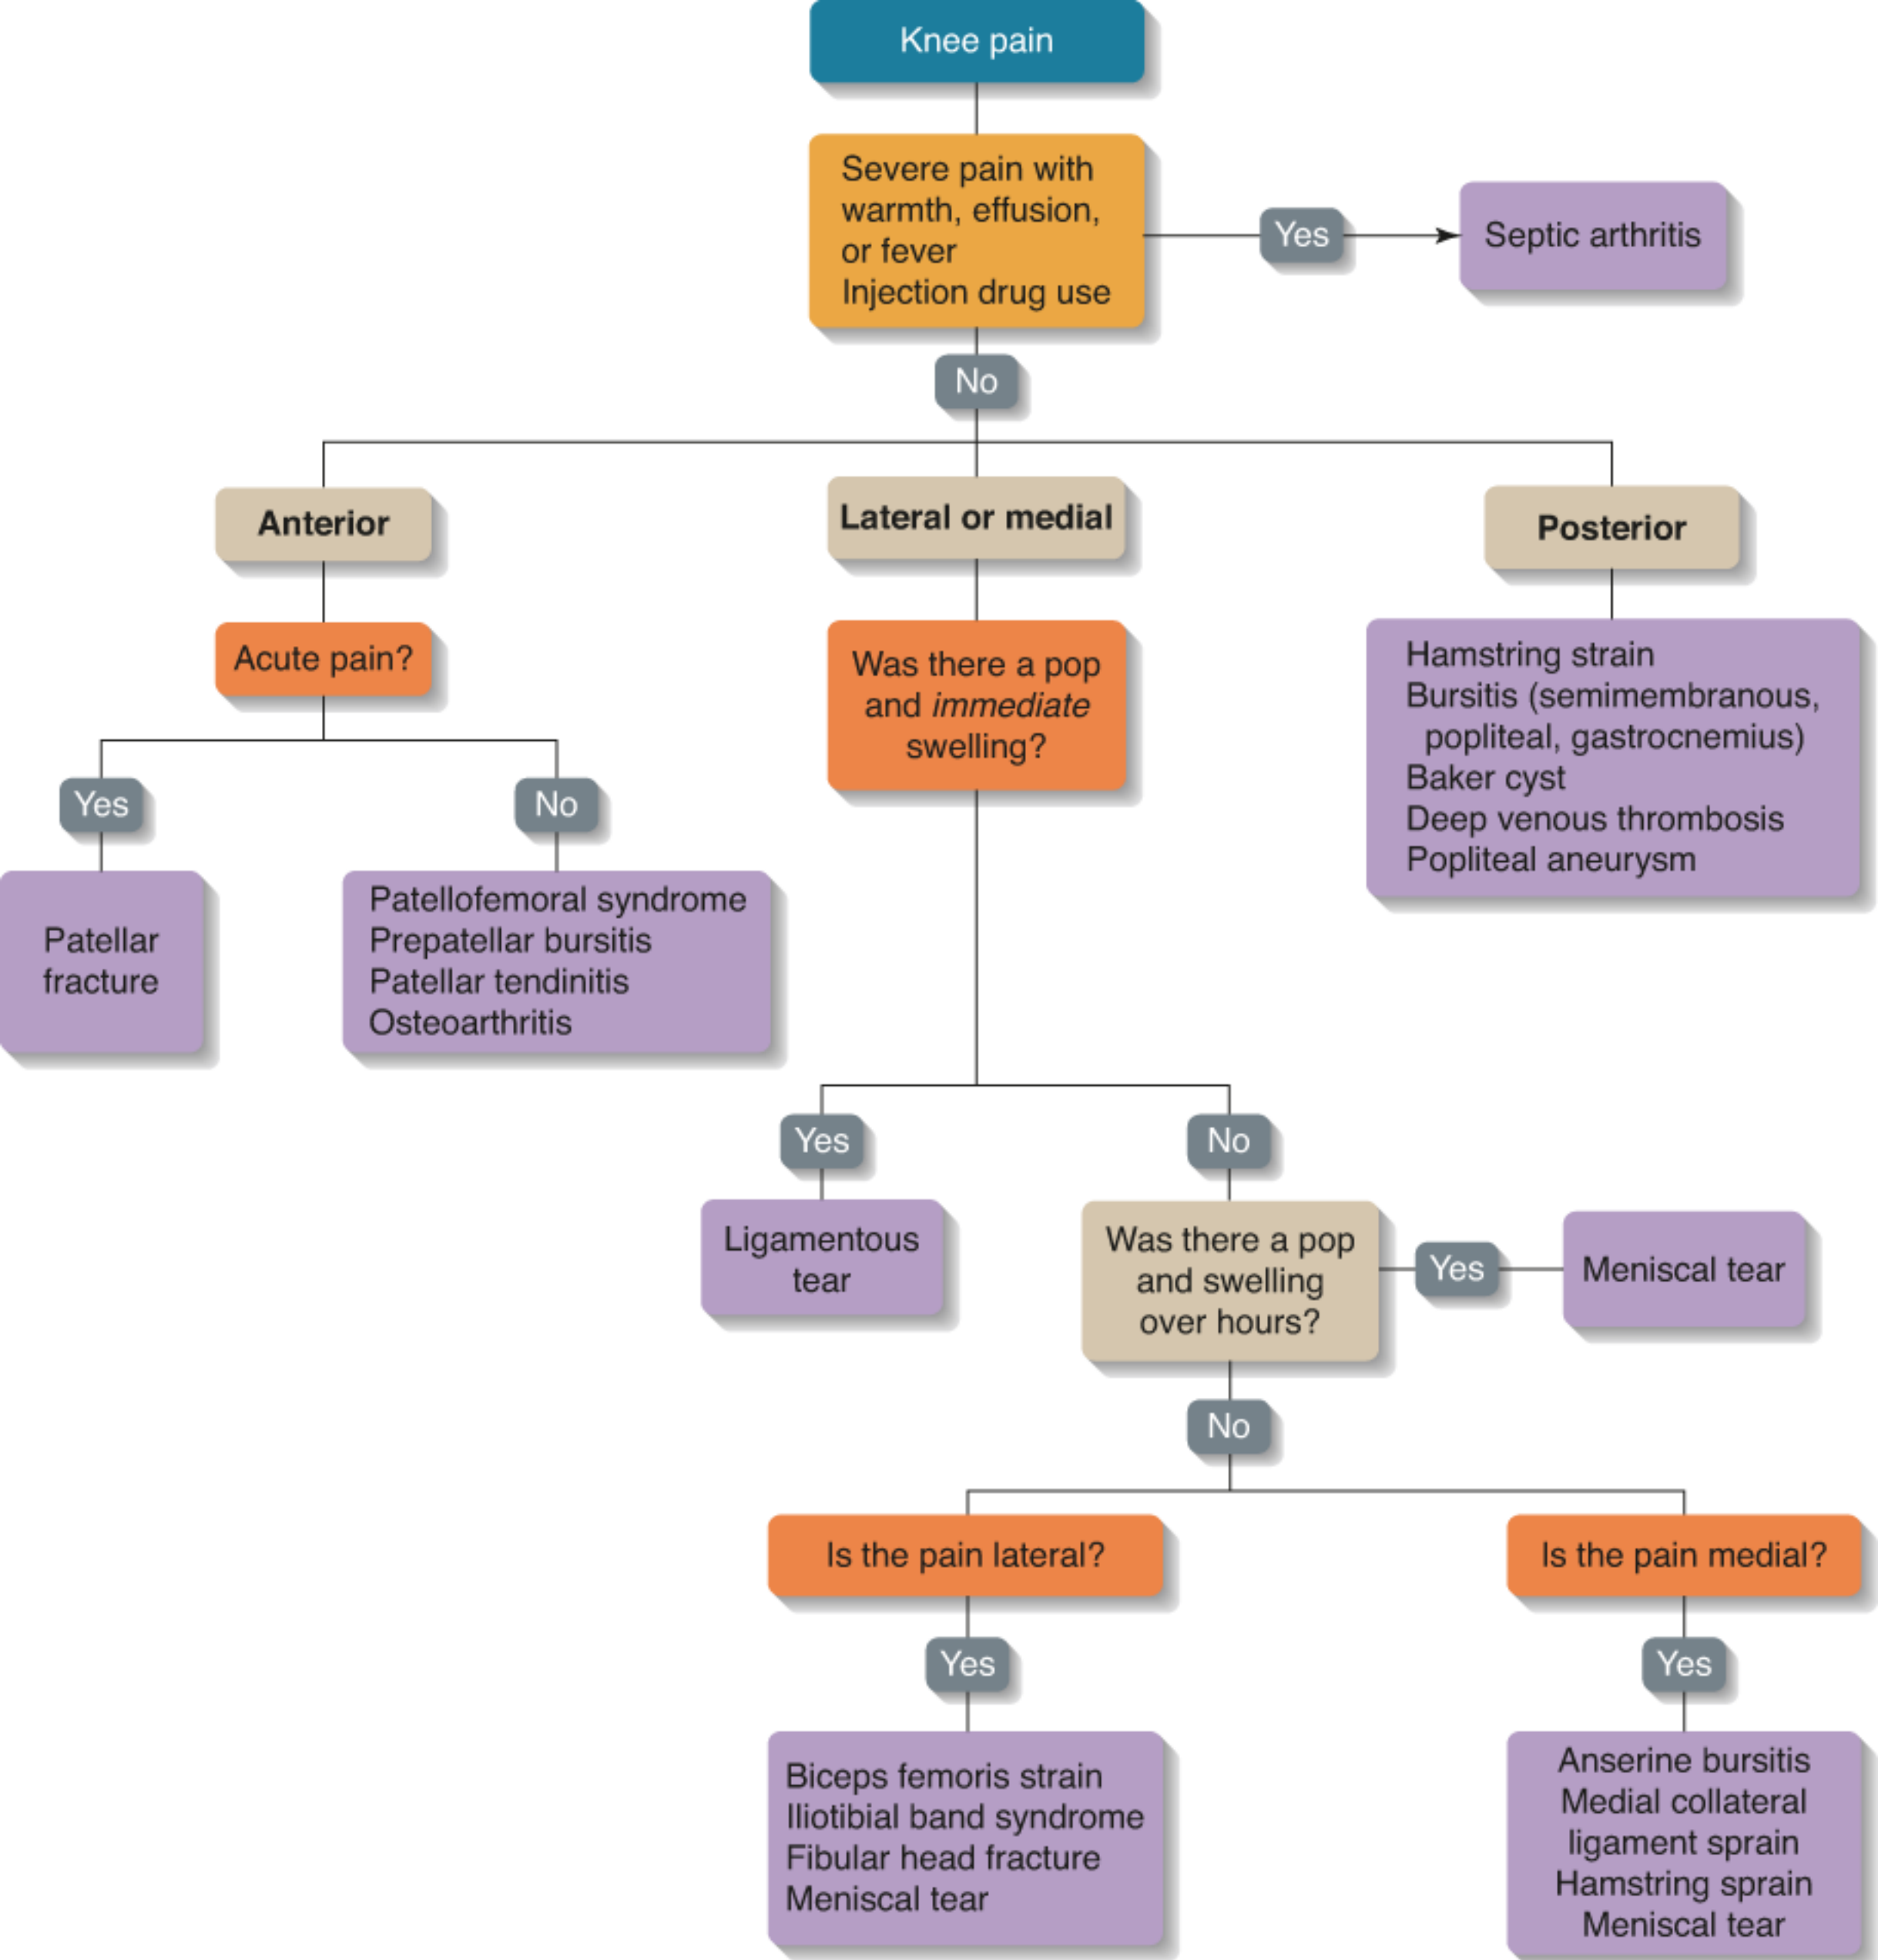 Knee pain
Severe pain with
warmth, effusion,
or fever
Injection drug use
Yes
Septic arthritis
No
Anterior
Lateral or medial
Posterior
Acute pain?
Was there a pop
and immediate
swelling?
Hamstring strain
Bursitis (semimembranous,
popliteal, gastrocnemius)
Baker cyst
Deep venous thrombosis
Popliteal aneurysm
Yes
No
Patellar
fracture
Patellofemoral syndrome
Prepatellar bursitis
Patellar tendinitis
Osteoarthritis
Yes
No
Ligamentous
tear
Was there a pop
and swelling
over hours?
Yes
Meniscal tear
No
Is the pain lateral?
Is the pain medial?
Yes
Yes
Biceps femoris strain
Iliotibial band syndrome
Fibular head fracture
Meniscal tear
Anserine bursitis
Medial collateral
ligament sprain
Hamstring sprain
Meniscal tear